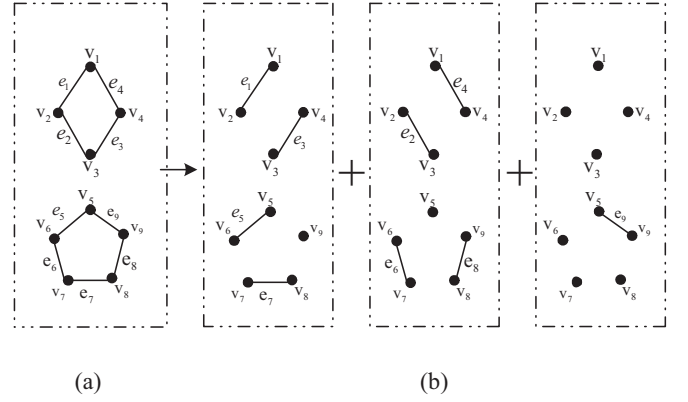 v1 v1 v1 v1
e1 e4 e1 e4
v2 v4 v2 v4 v2 v4 v2 v4
e2 e3 e3 e2
v3 v3 v3 v3
+ +
v5 v5 v5 v5
e5 e9 e5 e9
v6 v9 v6 v9 v6 v9 v6 v9
e6 e8 e6 e8
v7 e7 v8 v7 e7 v8 v7 v8 v7 v8
(a) (b)